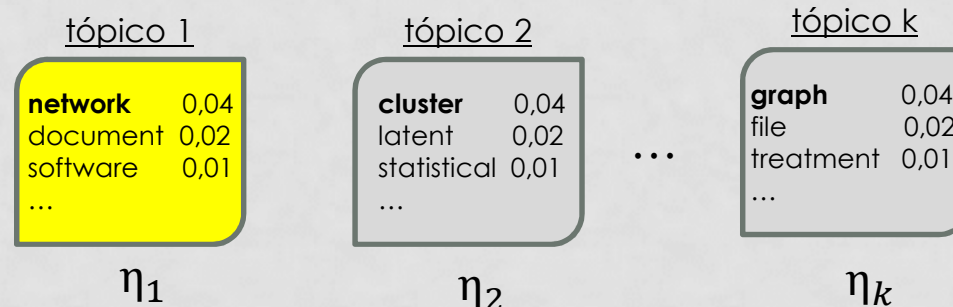 tópico 1
network 0,04
document 0,02
software 0,01
…
η₁
tópico 2
cluster 0,04
latent 0,02
statistical 0,01
…
η₂
…
tópico k
graph 0,04
file 0,02
treatment 0,01
…
ηₖ